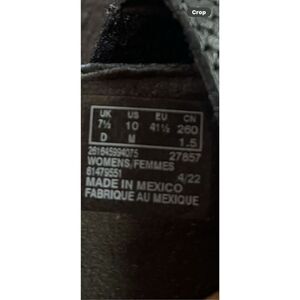 Crop
UK US EU CN
7½ 10 41½ 260
D M 1.5
261645994075 27857
WOMENS/FEMMES
61479551 4/22
MADE IN MEXICO
FABRIQUE AU MEXIQUE